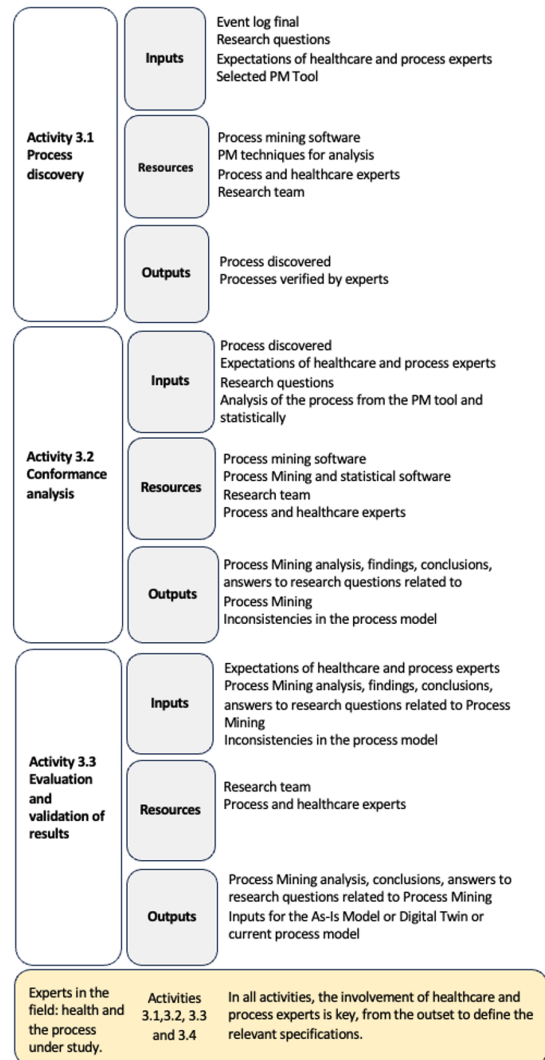 Activity 3.1
Process
discovery
Inputs
Event log final
Research questions
Expectations of healthcare and process experts
Selected PM Tool
Resources
Process mining software
PM techniques for analysis
Process and healthcare experts
Research team
Outputs
Process discovered
Processes verified by experts
Activity 3.2
Conformance
analysis
Inputs
Process discovered
Expectations of healthcare and process experts
Research questions
Analysis of the process from the PM tool and
statistically
Resources
Process mining software
Process Mining and statistical software
Research team
Process and healthcare experts
Outputs
Process Mining analysis, findings, conclusions,
answers to research questions related to
Process Mining
Inconsistencies in the process model
Activity 3.3
Evaluation
and
validation of
results
Inputs
Expectations of healthcare and process experts
Process Mining analysis, findings, conclusions,
answers to research questions related to Process
Mining
Inconsistencies in the process model
Resources
Research team
Process and healthcare experts
Outputs
Process Mining analysis, conclusions, answers to
research questions related to Process Mining
Inputs for the As-Is Model or Digital Twin or
current process model
Experts in the
field: health and
the process
under study.
Activities
3.1,3.2, 3.3
and 3.4
In all activities, the involvement of healthcare and
process experts is key, from the outset to define the
relevant specifications.